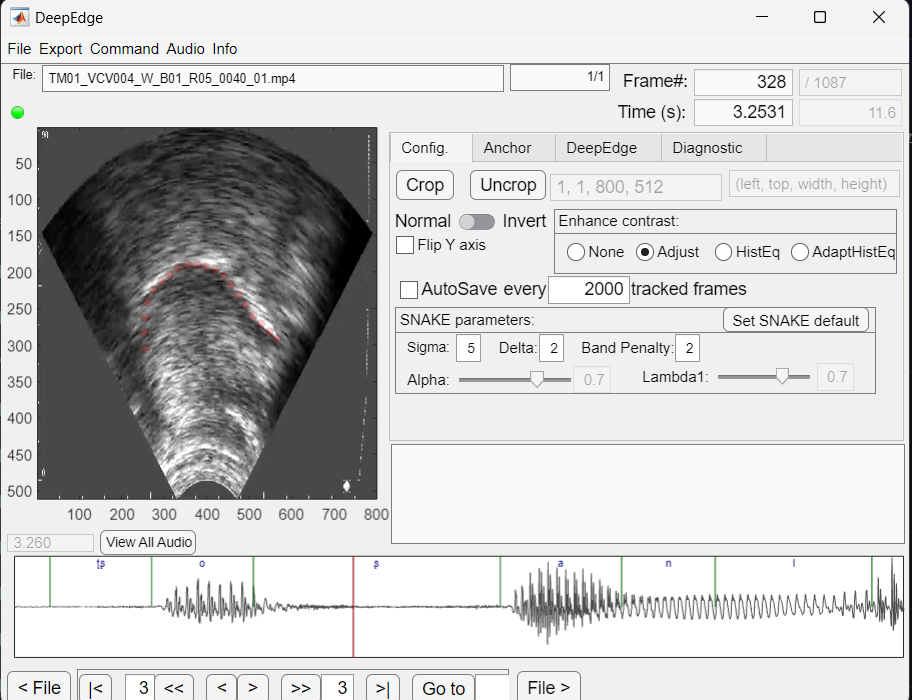 DeepEdge
File Export Command Audio Info
File: TM01_VCV004_W_B01_R05_0040_01.mp4 1/1 Frame#: 328 / 1087
Time (s): 3.2531 11.6
Config. Anchor DeepEdge Diagnostic
Crop Uncrop 1, 1, 800, 512 (left, top, width, height)
Normal Invert Enhance contrast:
Flip Y axis None Adjust HistEq AdaptHistEq
AutoSave every 2000 tracked frames
SNAKE parameters: Set SNAKE default
Sigma: 5 Delta: 2 Band Penalty: 2
Alpha: 0.7 Lambda1: 0.7
50
100
150
200
250
300
350
400
450
500
100 200 300 400 500 600 700 800
3.260 View All Audio
tʂ o ʂ a n l
< File |< 3 << < > >> 3 >| Go to File >